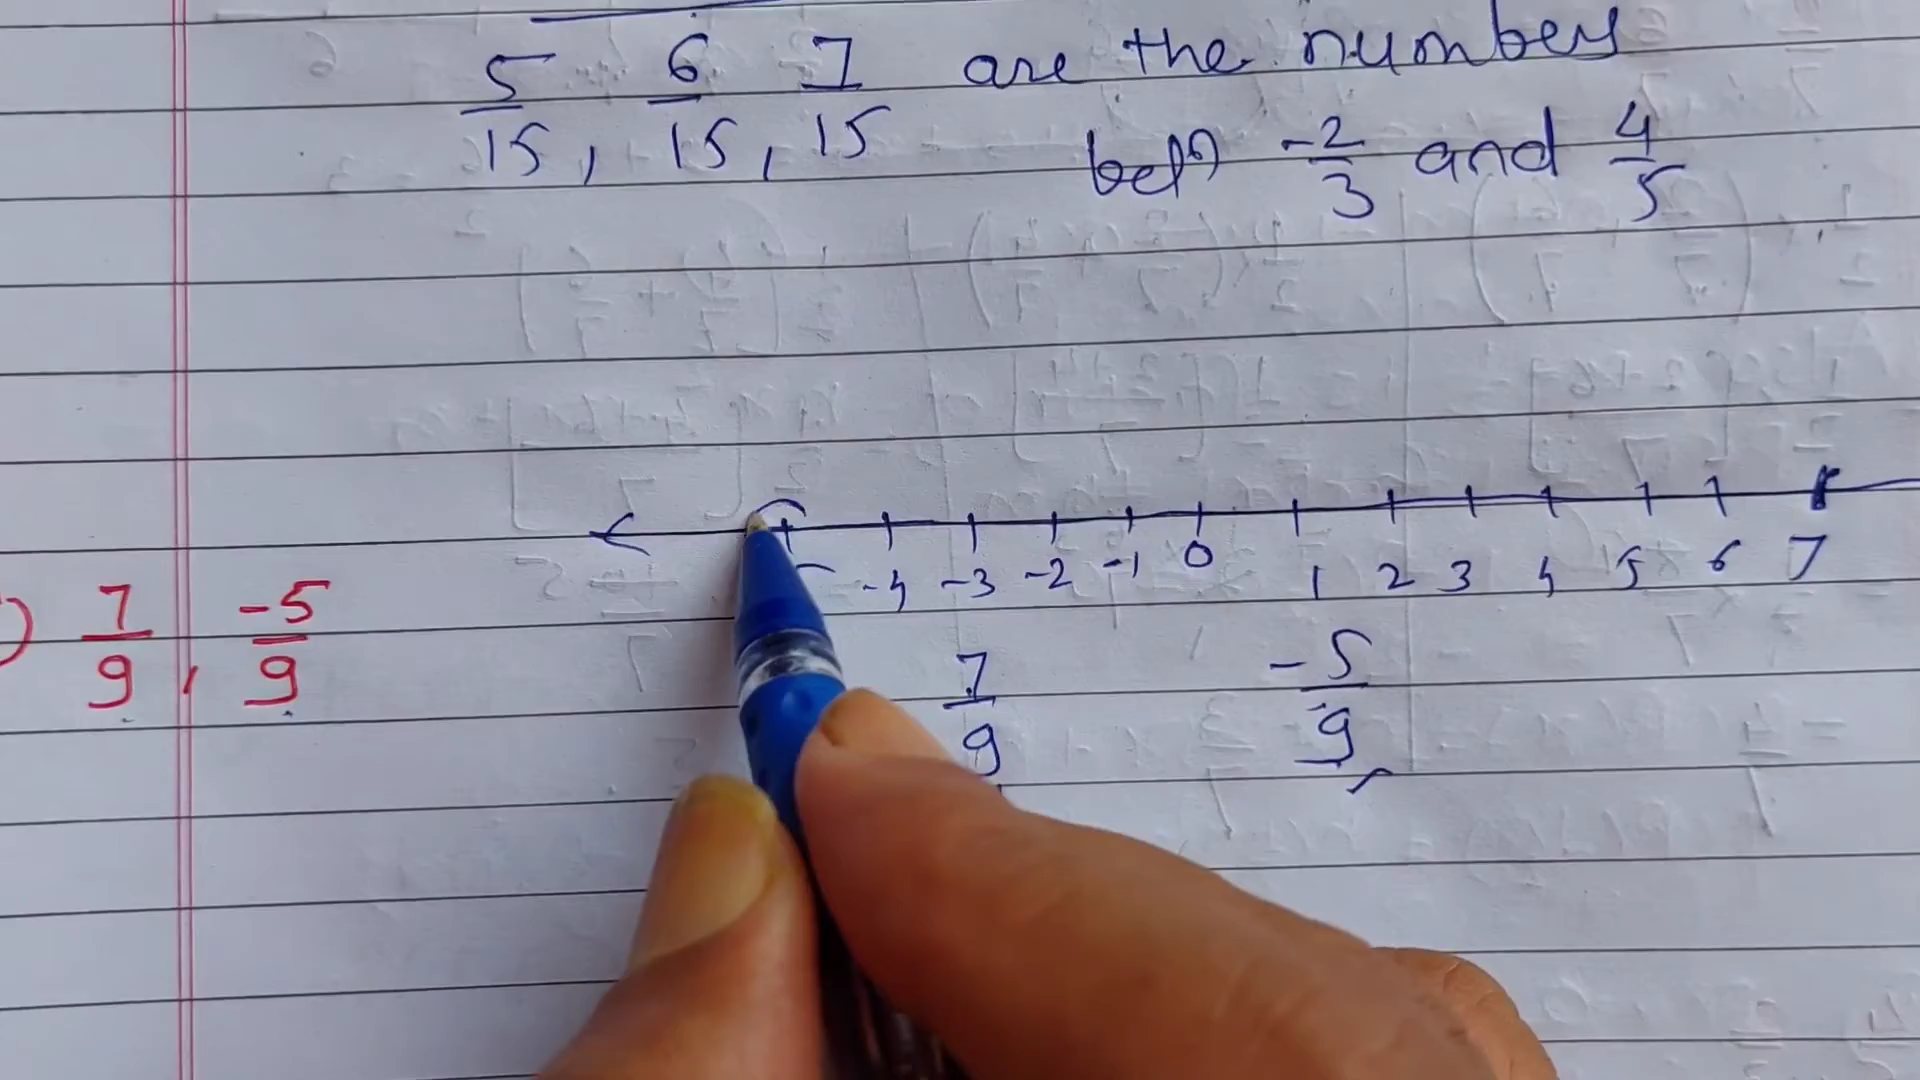 5/15, 6/15, 7/15 are the numbers
betn -2/3 and 4/5
-4 -3 -2 -1 0 1 2 3 4 5 6 7
) 7/9, -5/9
7/9 -5/9